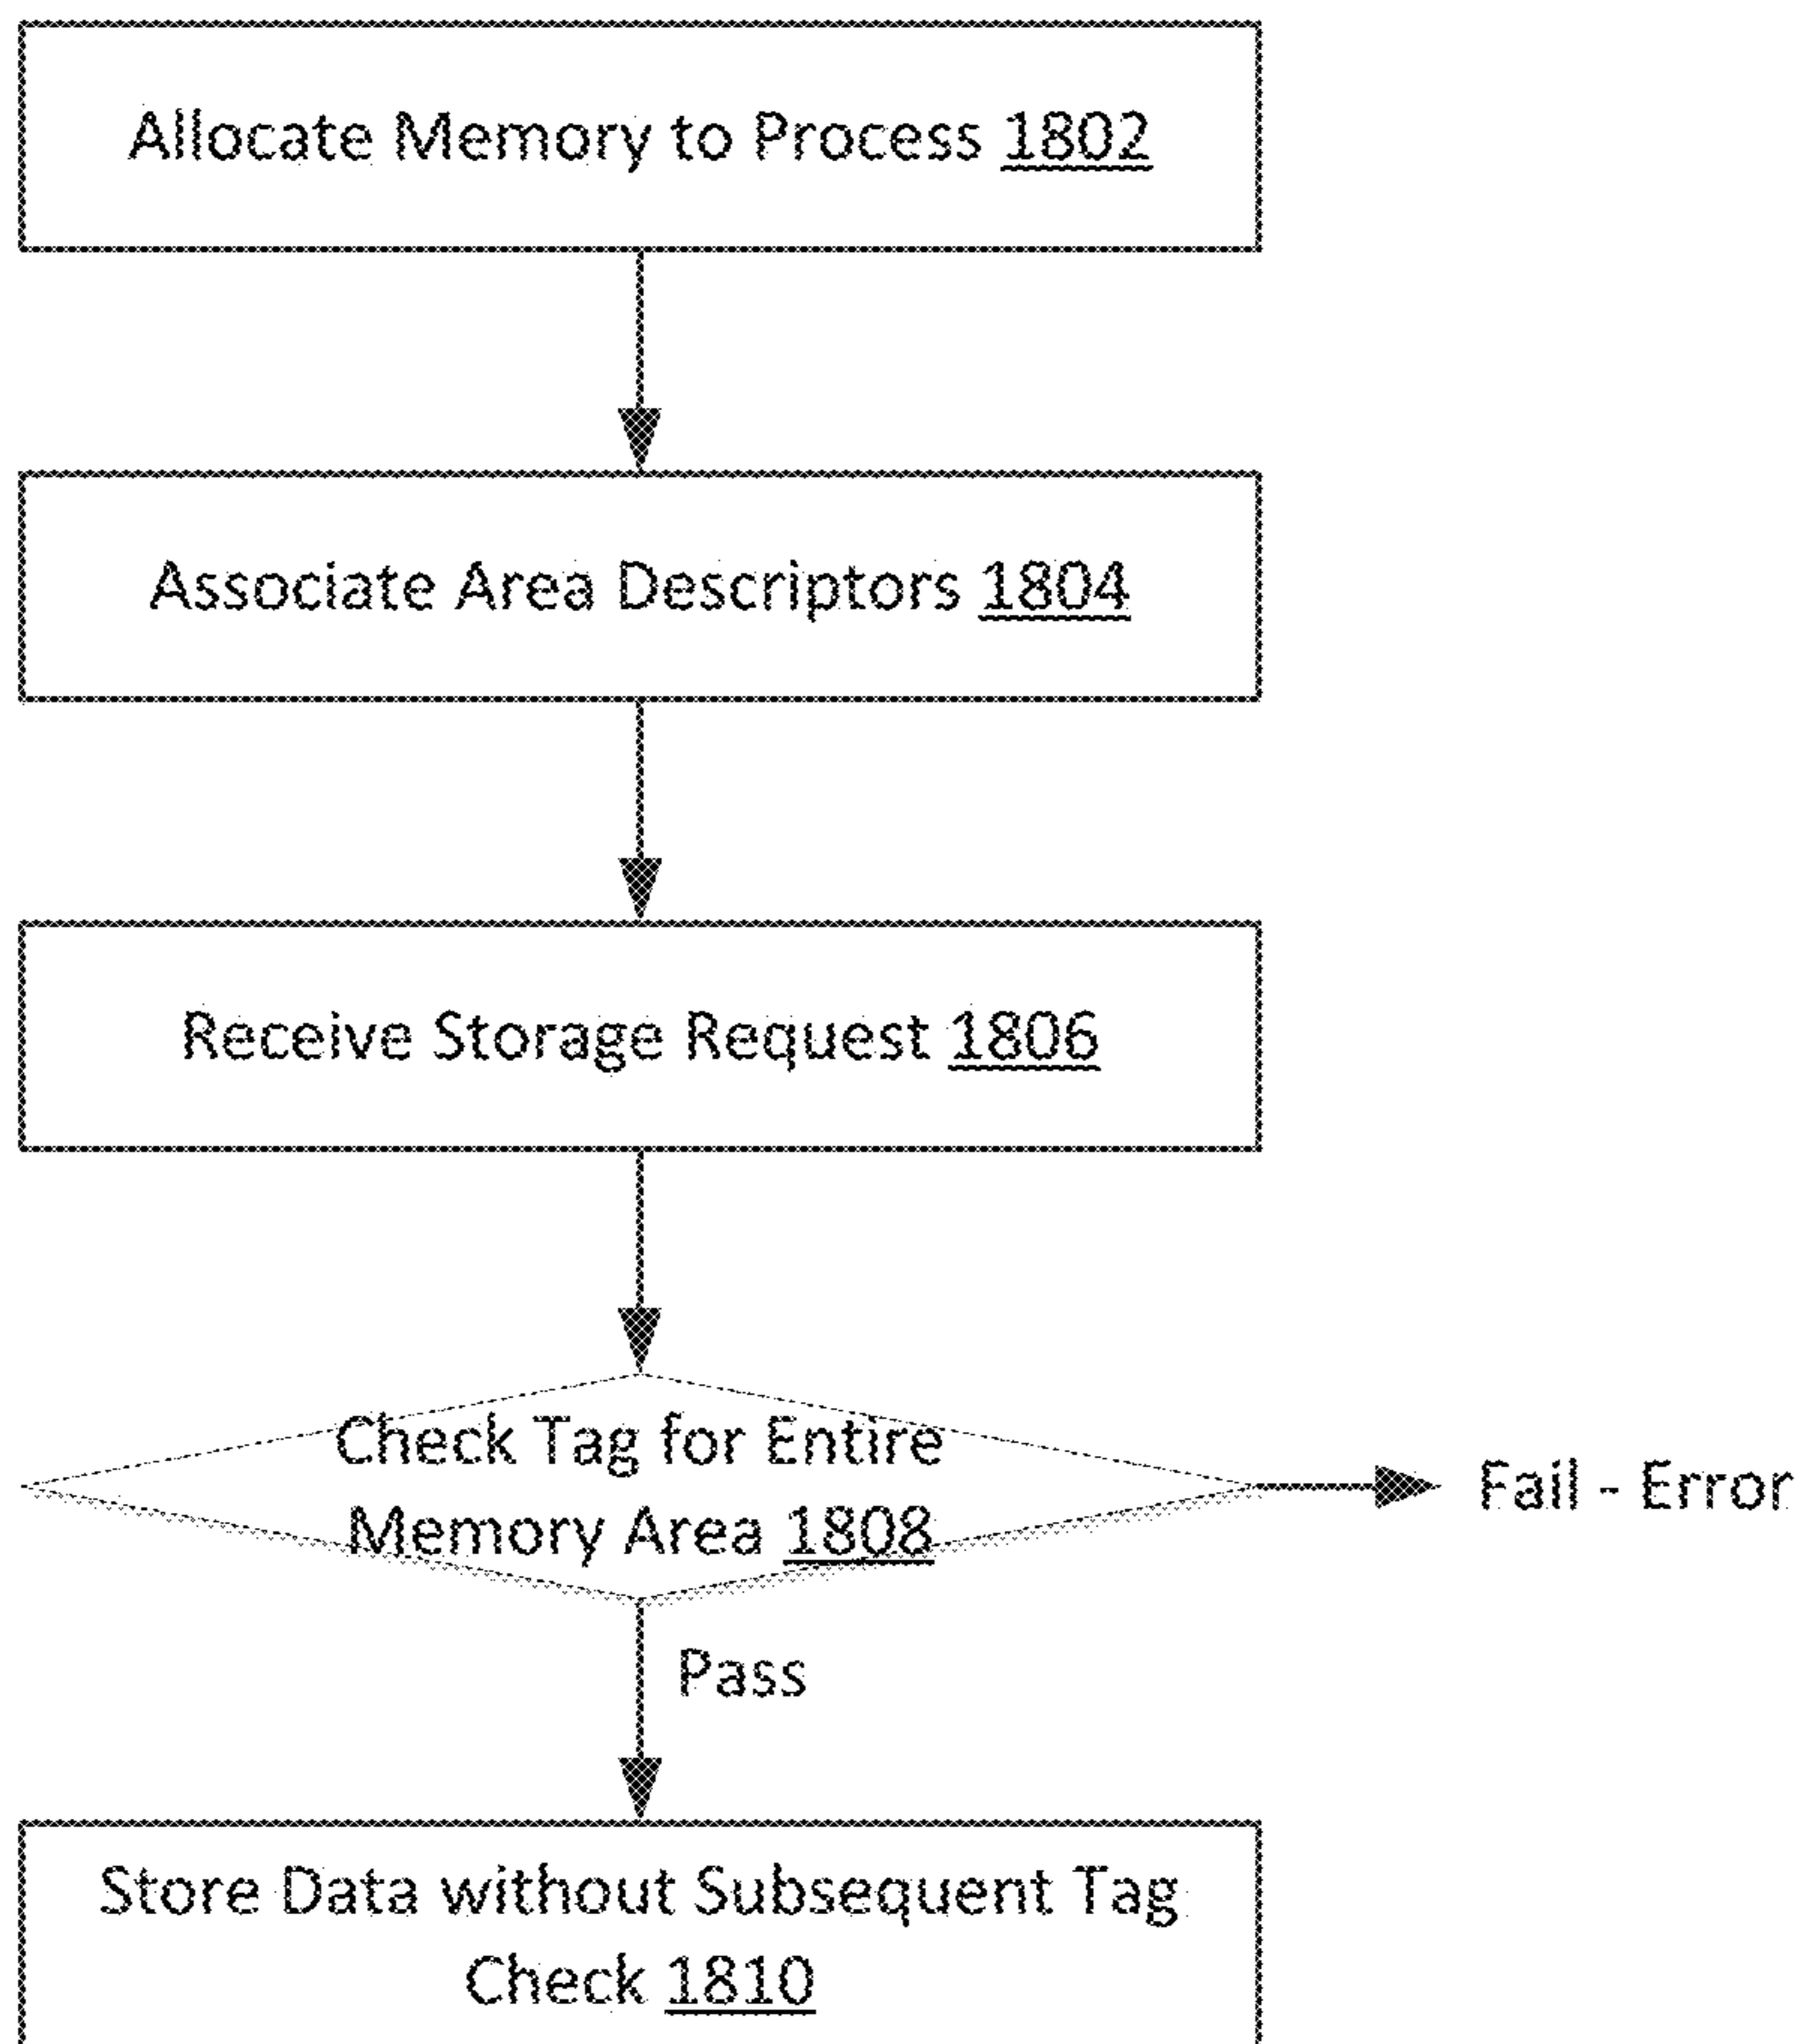 Allocate Memory to Process 1802
Associate Area Descriptors 1804
Receive Storage Request 1806
Check Tag for Entire
Memory Area 1808
Fail - Error
Pass
Store Data without Subsequent Tag
Check 1810